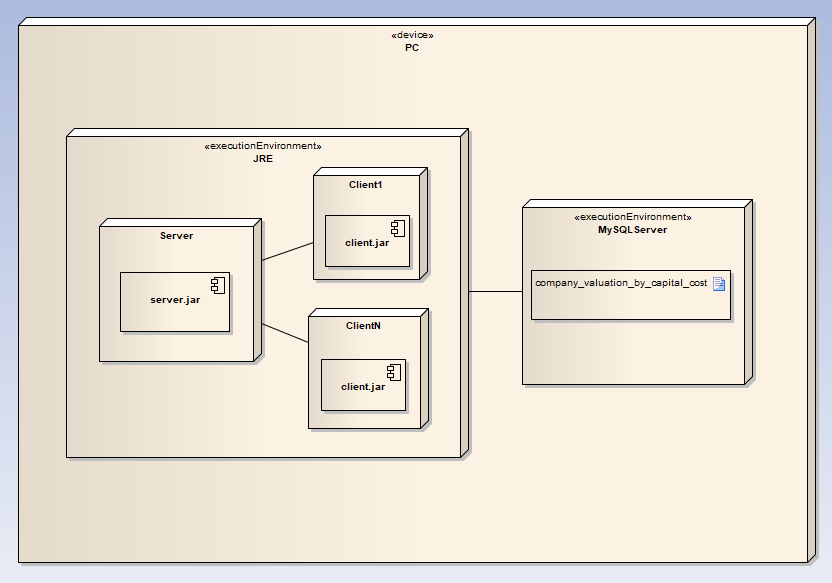 «device»
PC
«executionEnvironment»
JRE
Client1
client.jar
Server
server.jar
ClientN
client.jar
«executionEnvironment»
MySQLServer
company_valuation_by_capital_cost